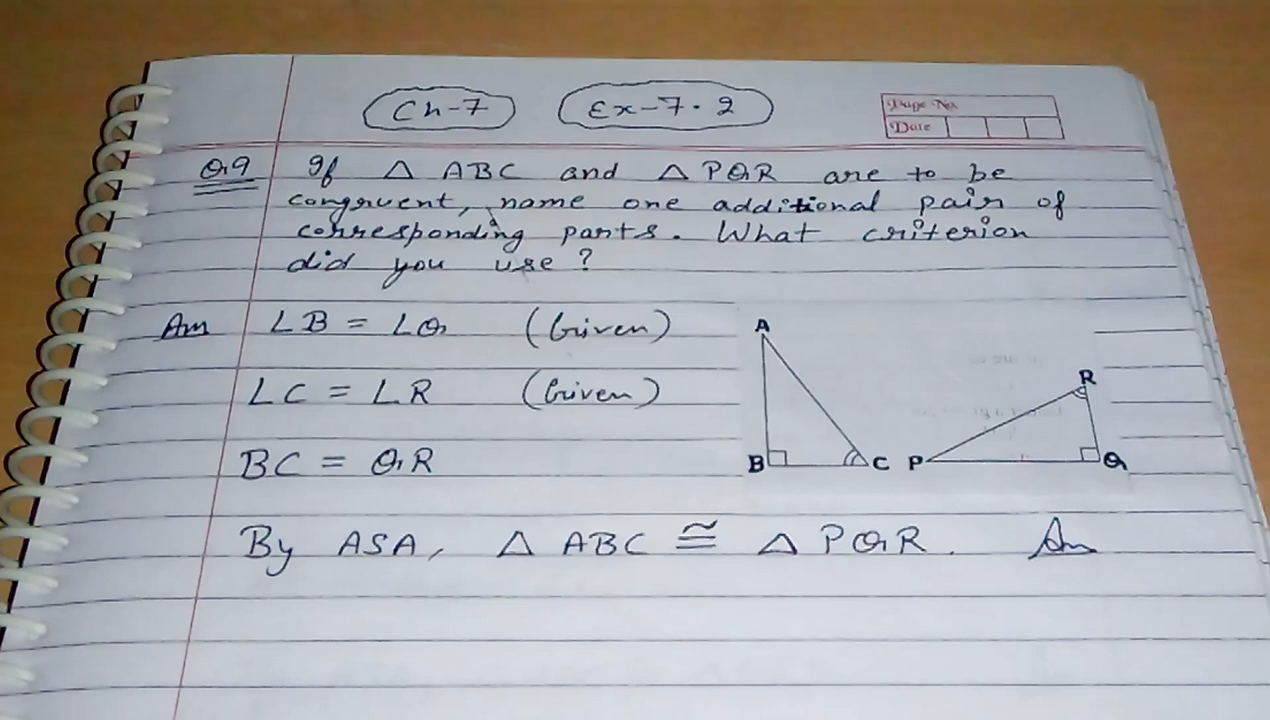 Ch-7 Ex-7.2
Page No.
Date
Q.9 If △ ABC and △ PQR are to be
congruent, name one additional pair of
corresponding parts. What criterion
did you use?
Ans ∠B = ∠Q (Given)
∠C = ∠R (Given)
BC = QR
By ASA, △ ABC ≅ △ PQR. Ans
A
B
C
P
R
Q